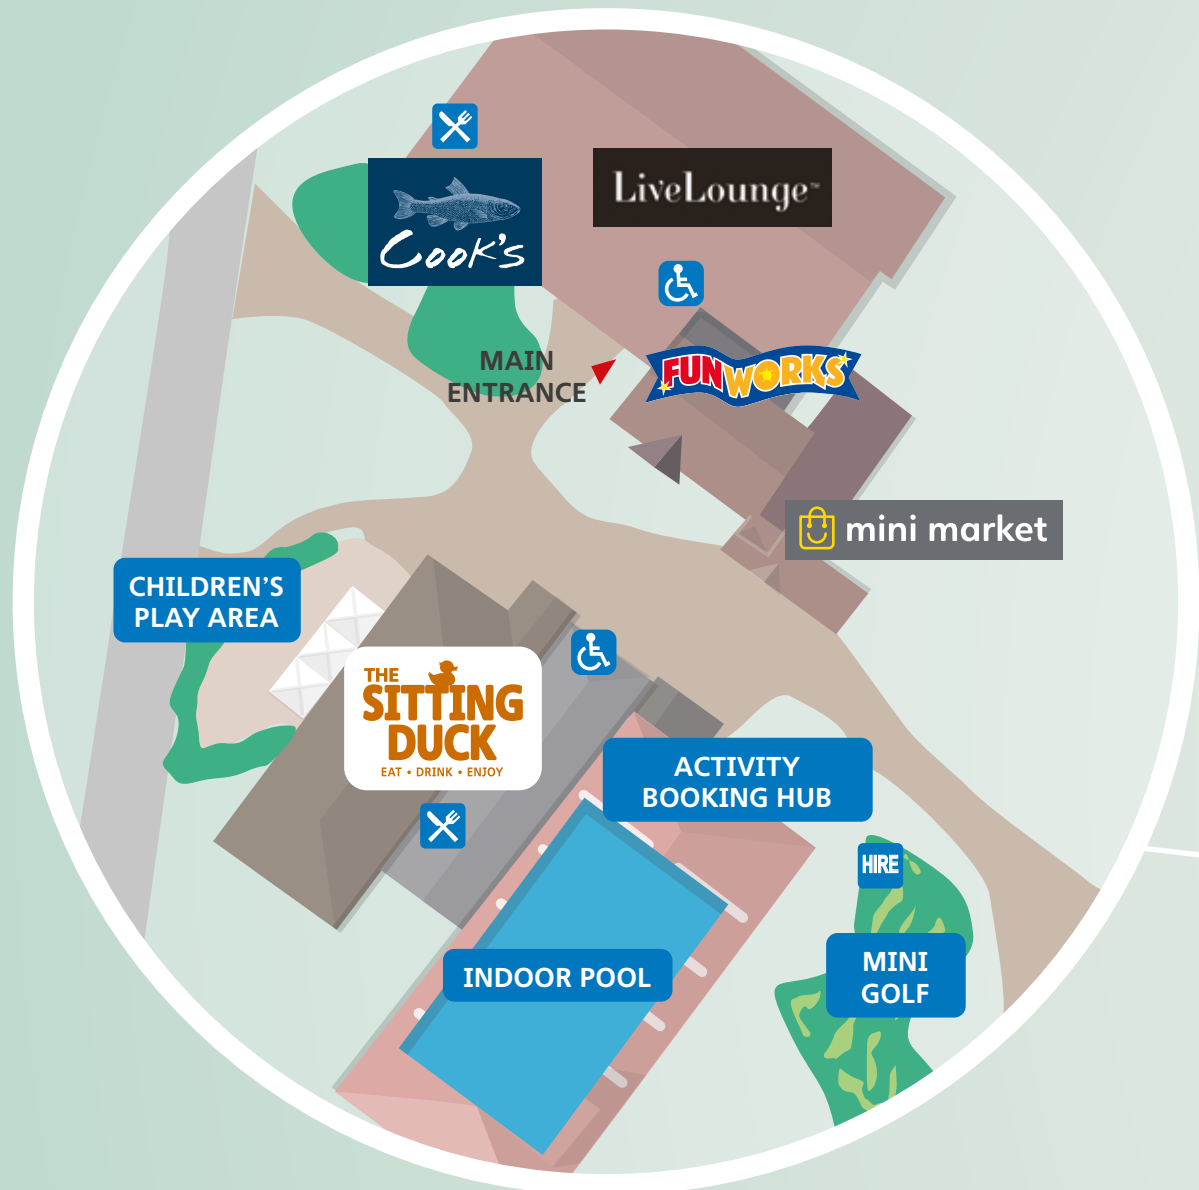 Cook's
LiveLounge™
MAIN
ENTRANCE
FUNWORKS
mini market
CHILDREN'S
PLAY AREA
THE
SITTING
DUCK
EAT • DRINK • ENJOY
ACTIVITY
BOOKING HUB
HIRE
MINI
GOLF
INDOOR POOL